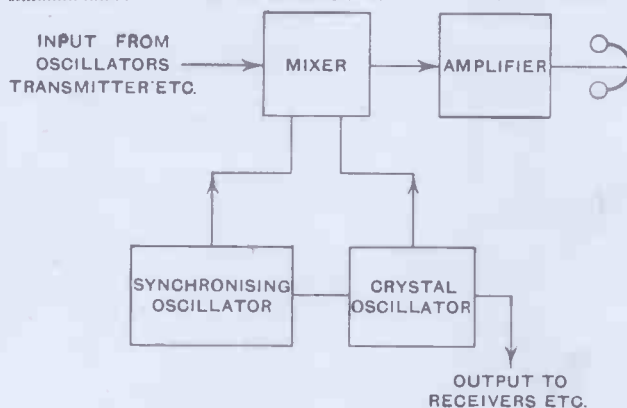 INPUT FROM
OSCILLATORS
TRANSMITTER ETC.
MIXER
AMPLIFIER
SYNCHRONISING
OSCILLATOR
CRYSTAL
OSCILLATOR
OUTPUT TO
RECEIVERS ETC.